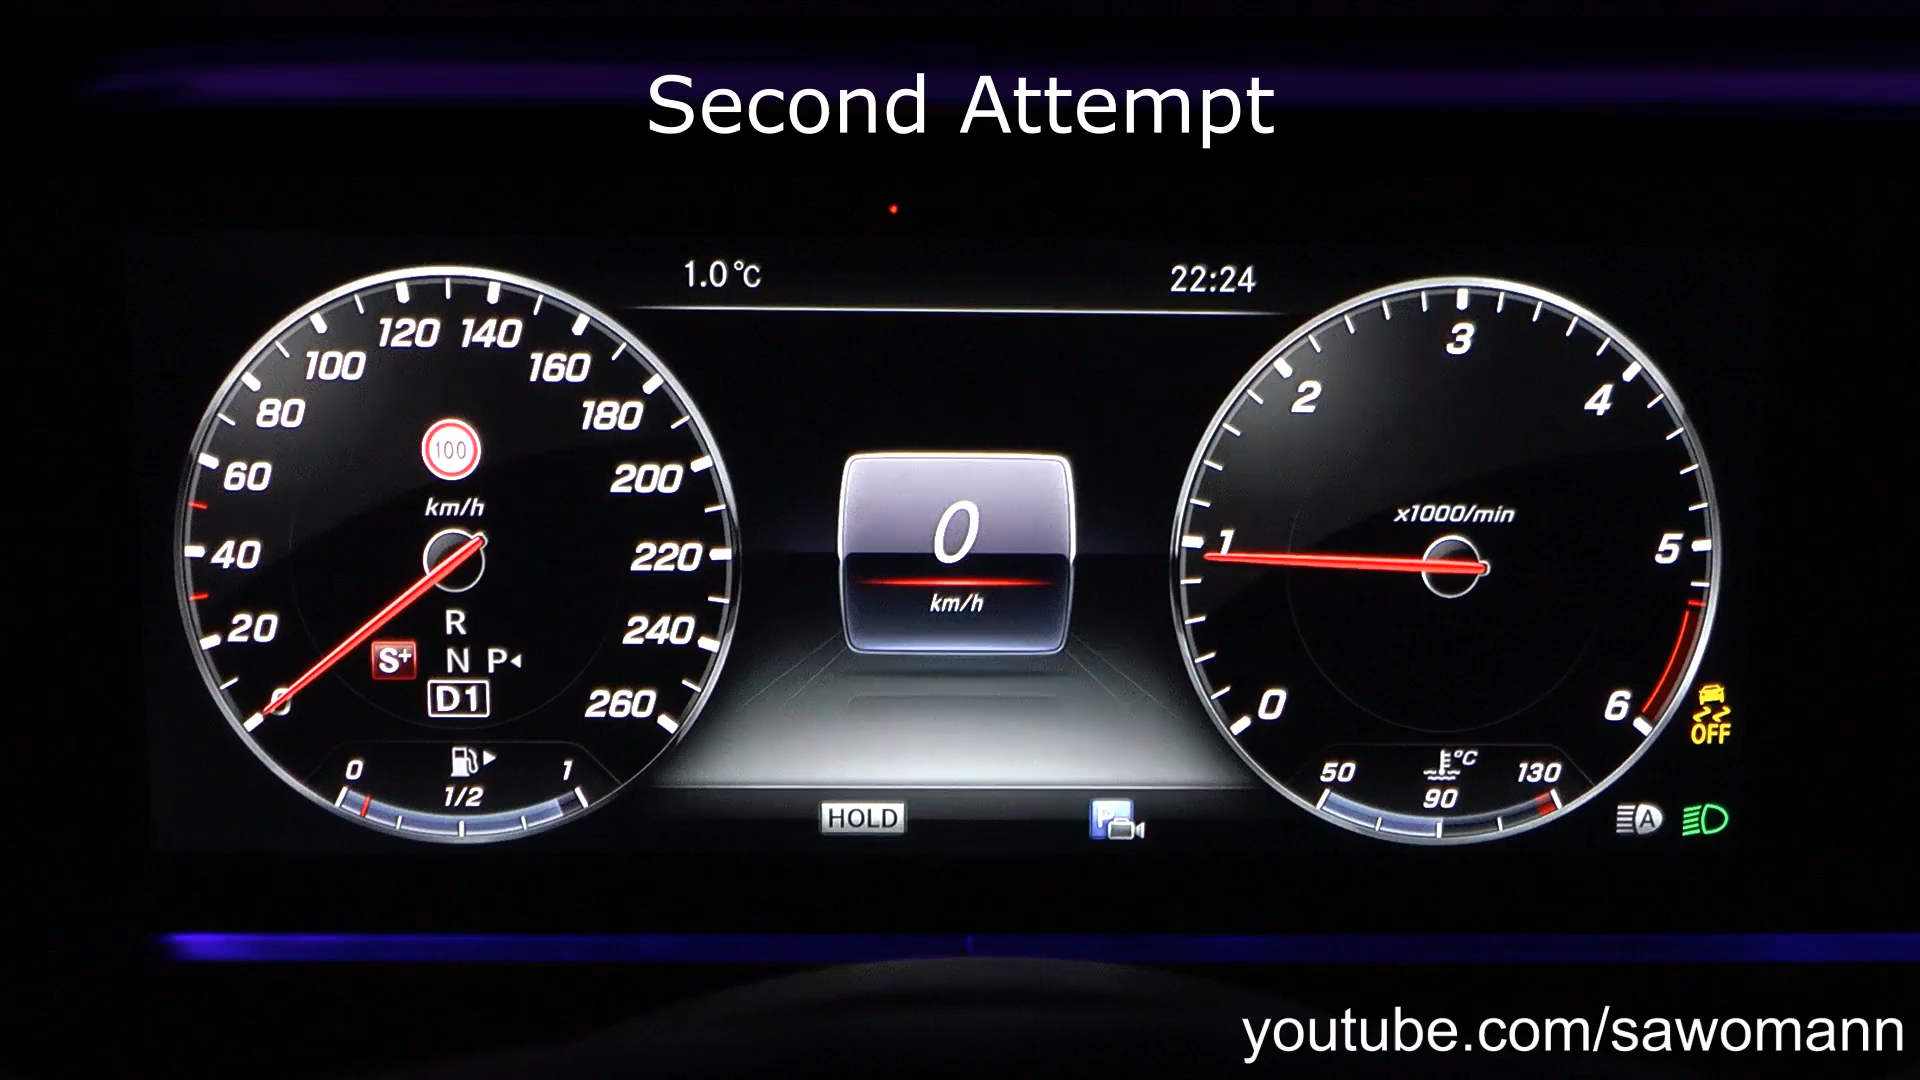 Second Attempt
1.0°C
22:24
0
20
40
60
80
100
120
140
160
180
200
220
240
260
100
km/h
R
S+
N P◂
D1
0
1/2
1
0
km/h
HOLD
P
0
1
2
3
4
5
6
x1000/min
°C
50
90
130
OFF
A
youtube.com/sawomann